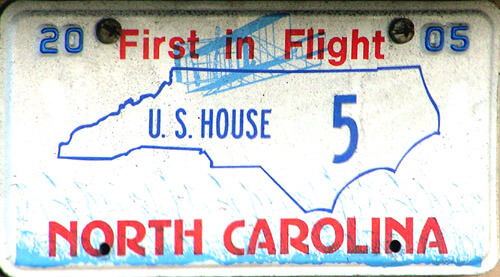 20 First in Flight 05
U. S. HOUSE 5
NORTH CAROLINA